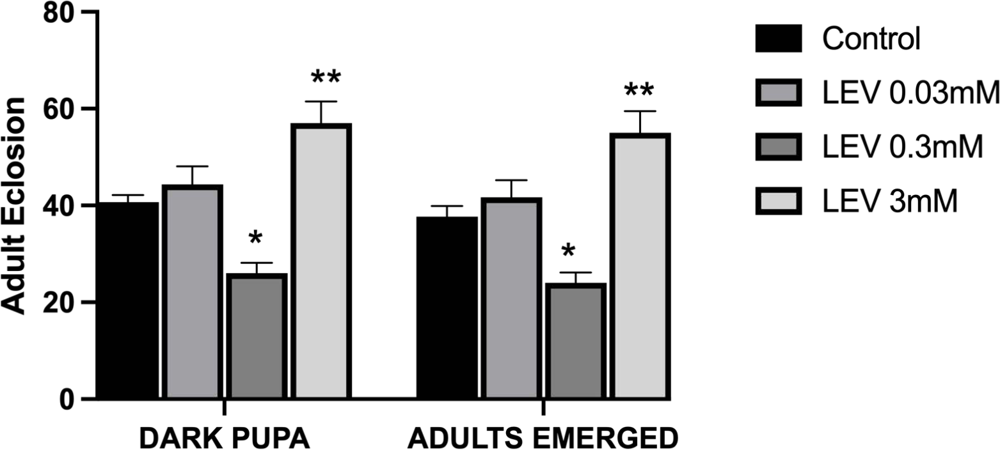 Adult Eclosion
80
60
40
20
0
**
*
**
*
DARK PUPA
ADULTS EMERGED
Control
LEV 0.03mM
LEV 0.3mM
LEV 3mM